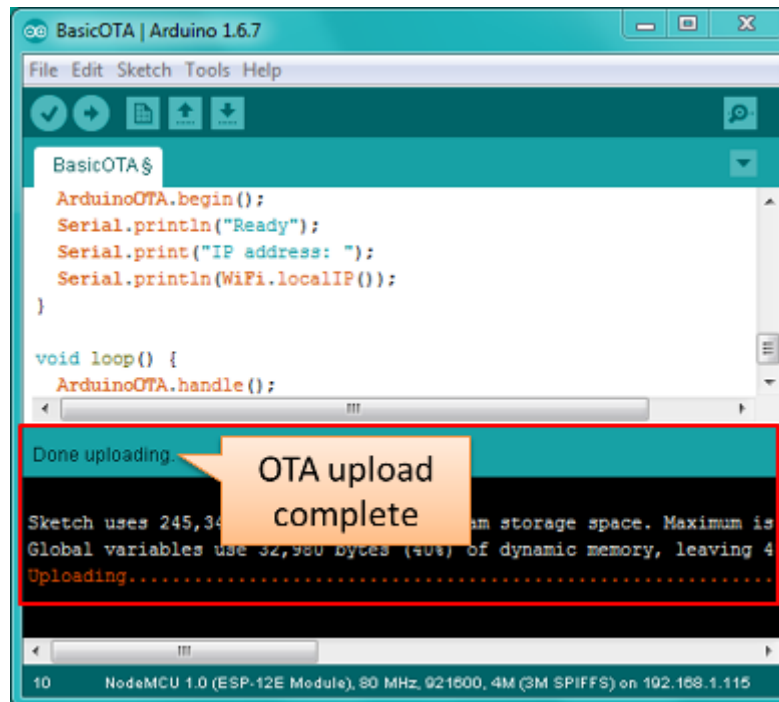 BasicOTA | Arduino 1.6.7
File Edit Sketch Tools Help
BasicOTA §
ArduinoOTA.begin();
Serial.println("Ready");
Serial.print("IP address: ");
Serial.println(WiFi.localIP());
}
void loop() {
ArduinoOTA.handle();
Done uploading.
OTA upload
complete
Sketch uses 245,34 am storage space. Maximum is
Global variables use 32,980 bytes (40%) of dynamic memory, leaving 4
Uploading......................................................................
10 NodeMCU 1.0 (ESP-12E Module), 80 MHz, 921600, 4M (3M SPIFFS) on 192.168.1.115